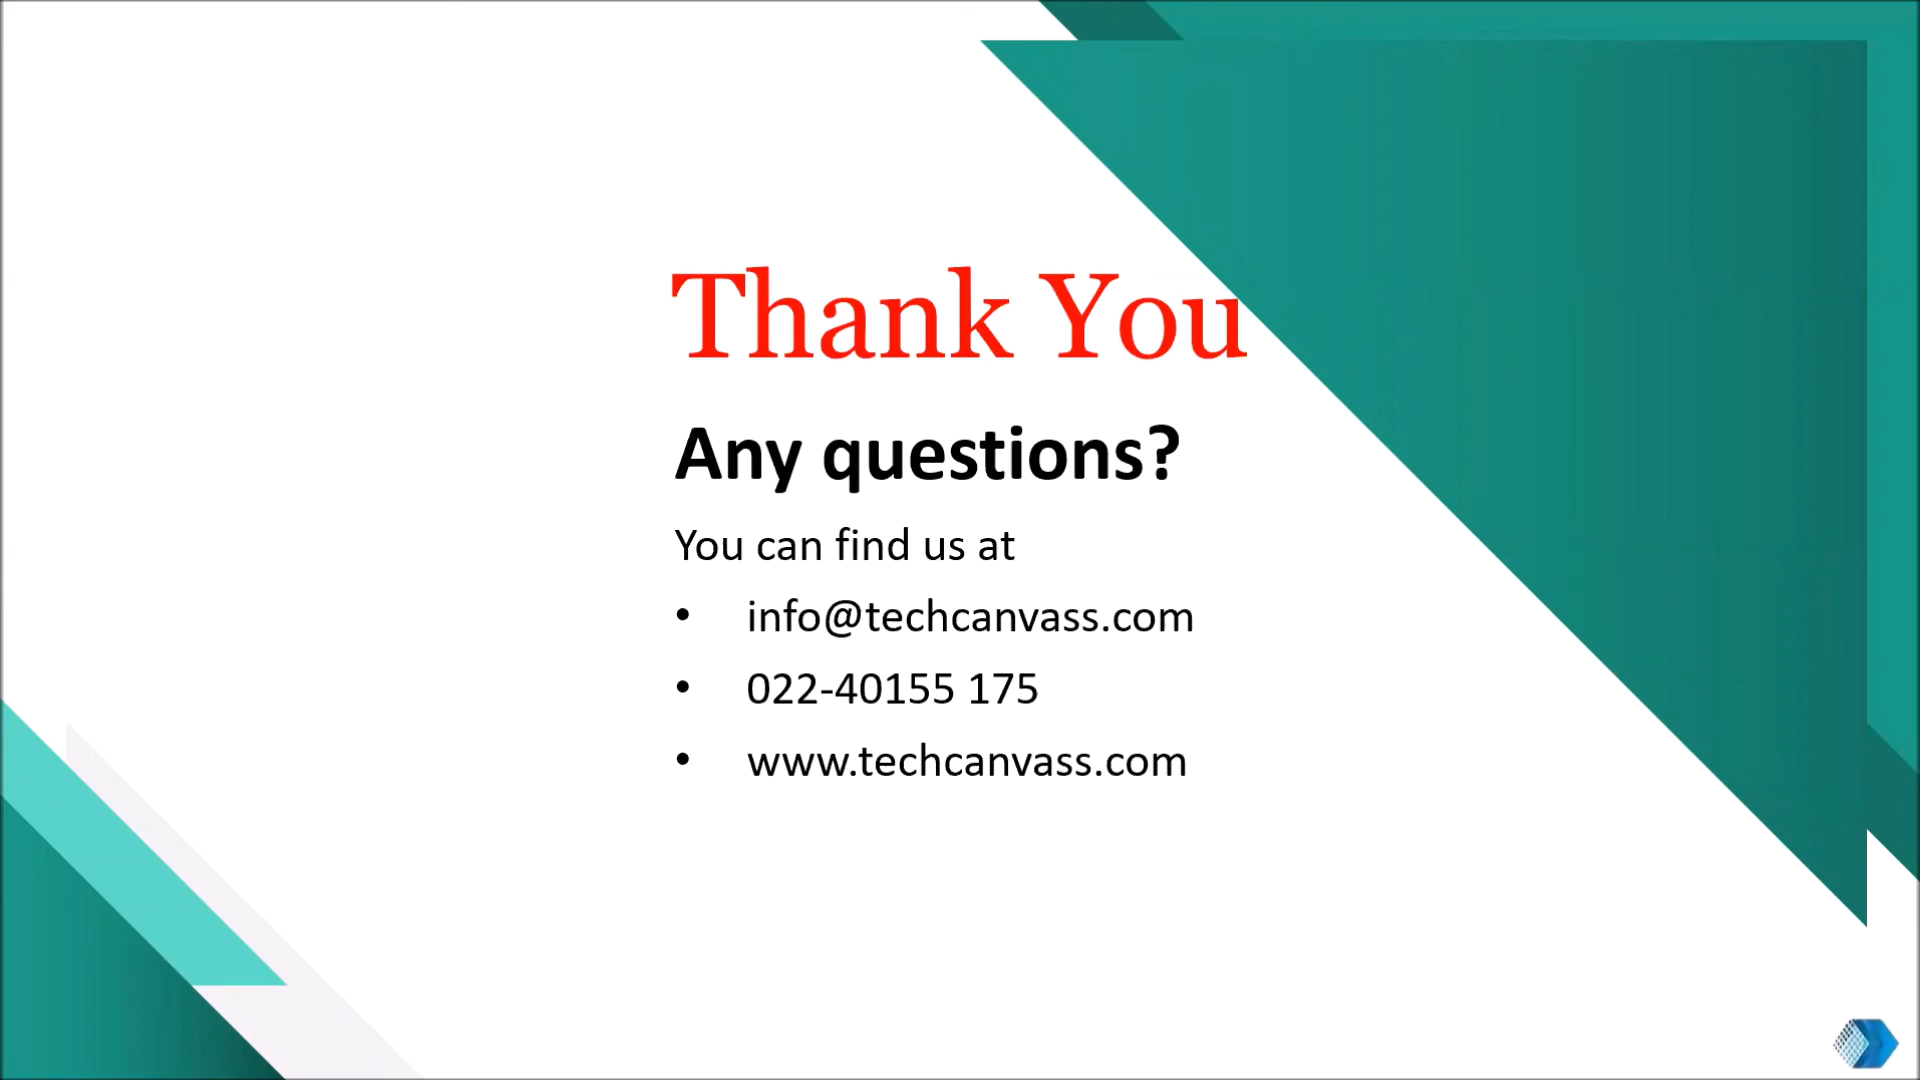 Thank You
Any questions?
You can find us at
• info@techcanvass.com
• 022-40155 175
• www.techcanvass.com